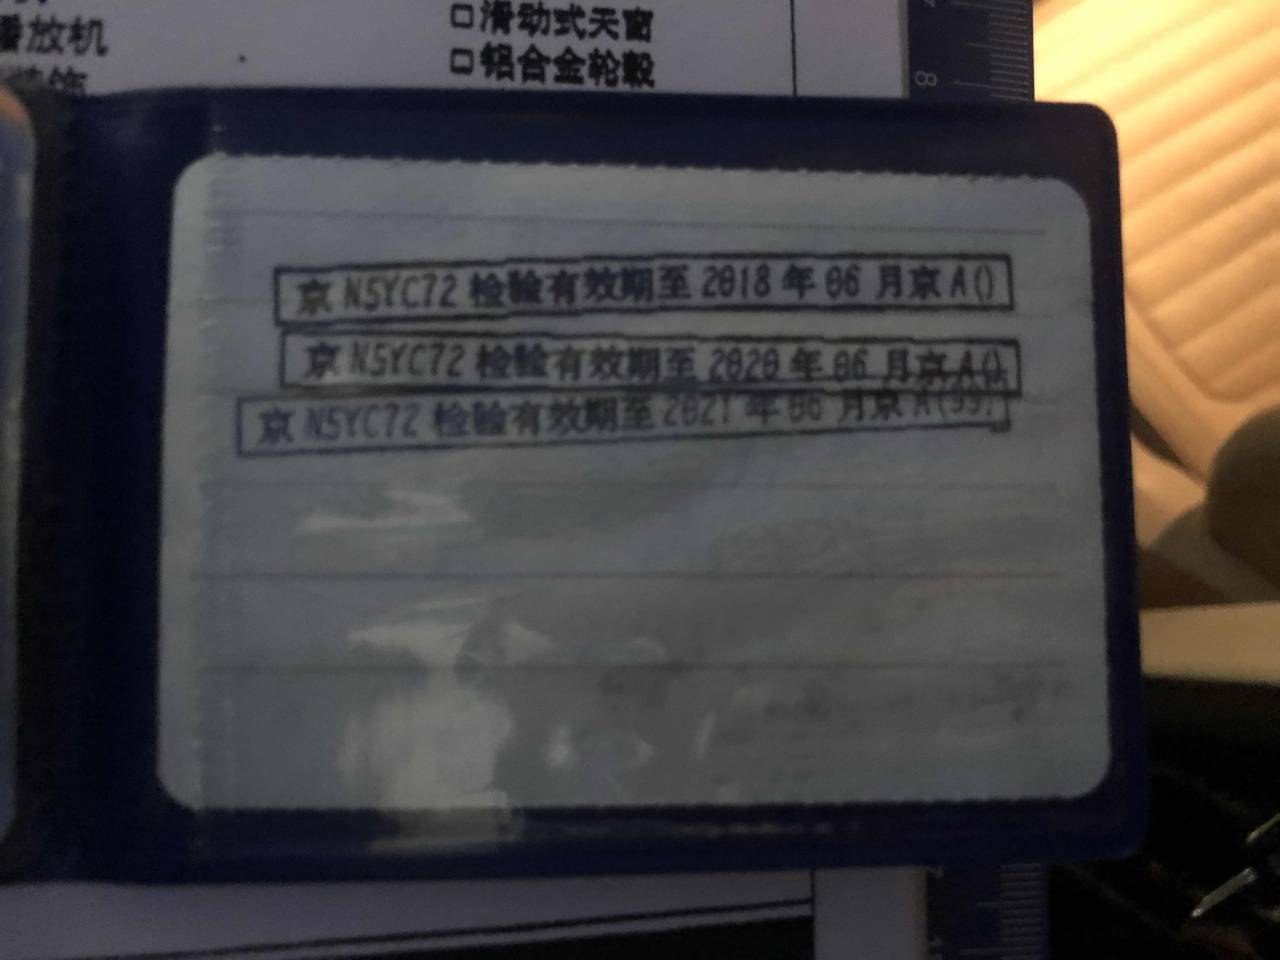 播放机
□滑动式天窗
□铝合金轮毂
8
京 N5YC72 检验有效期至 2018 年 06 月京 A()
京 N5YC72 检验有效期至 2020 年 06 月京 A()
京 N5YC72 检验有效期至 2021 年 06 月京 A(99)